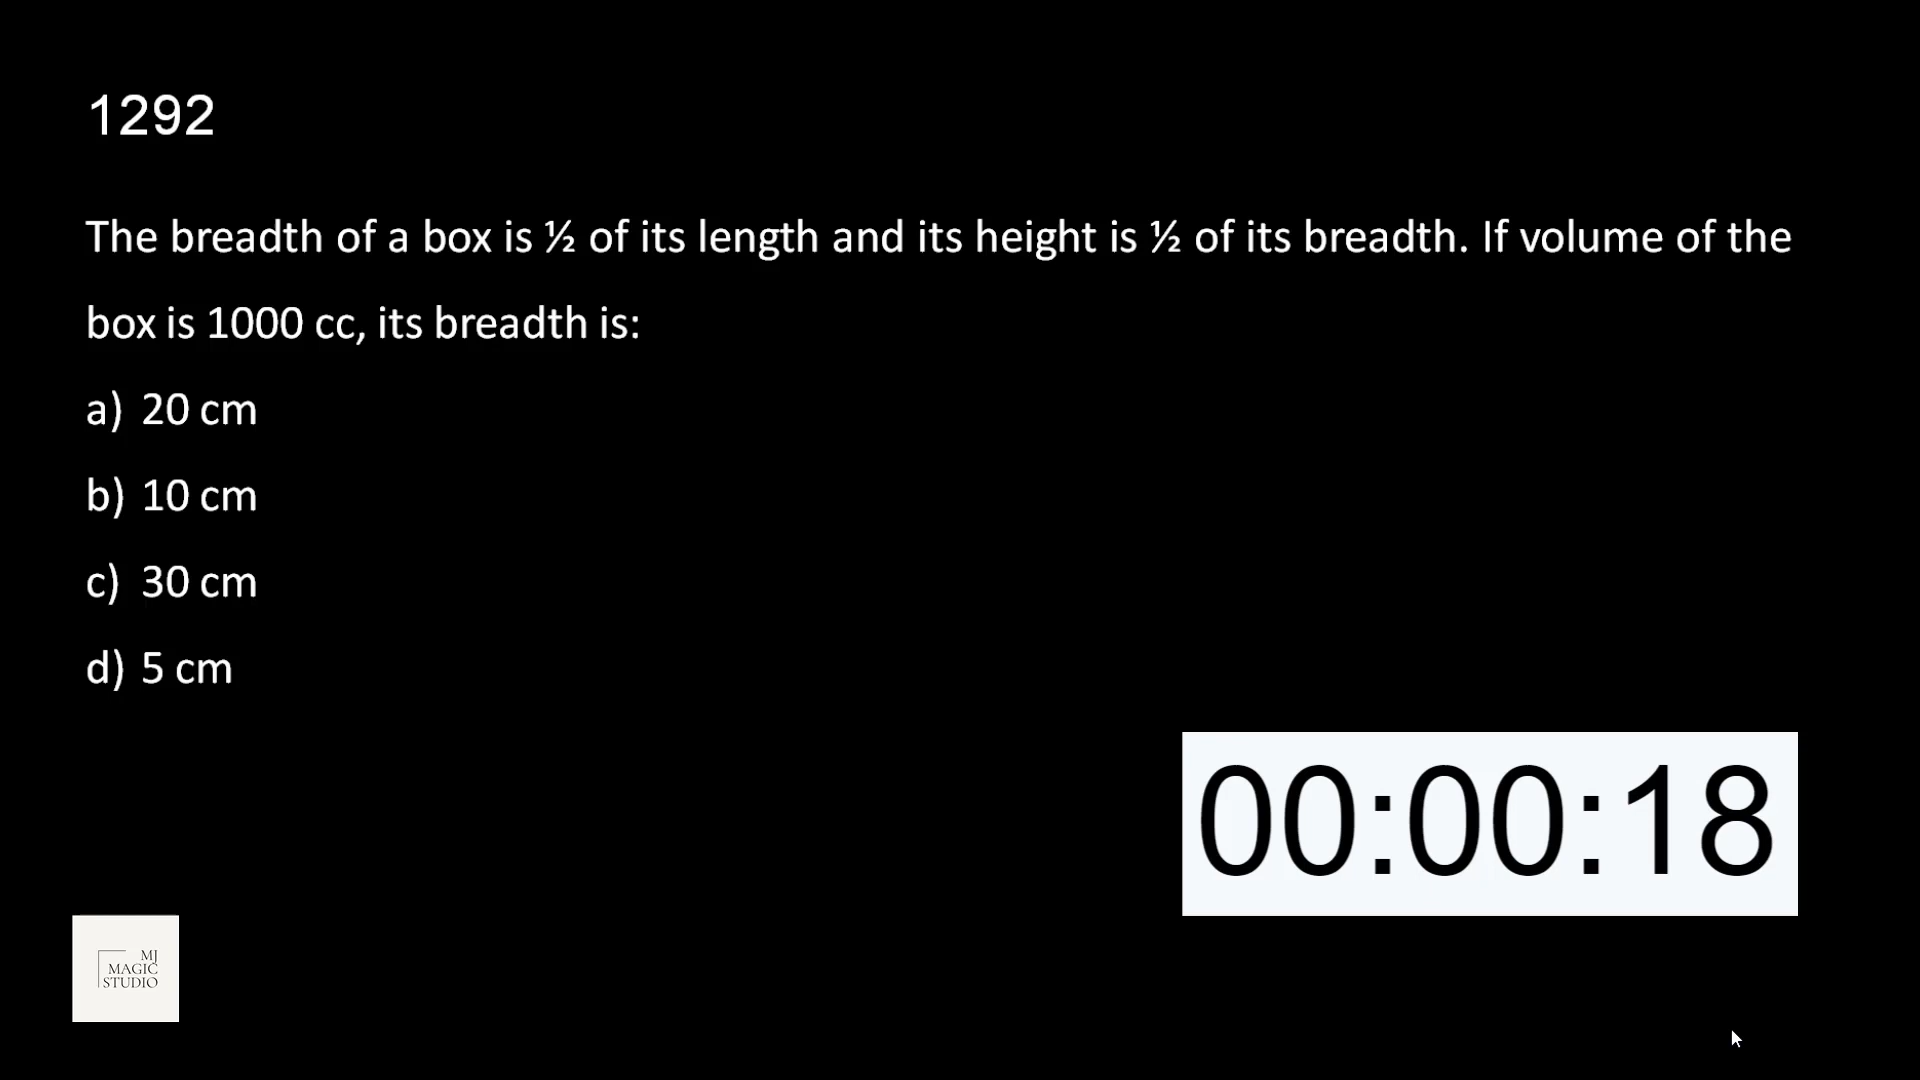 1292
The breadth of a box is ½ of its length and its height is ½ of its breadth. If volume of the
box is 1000 cc, its breadth is:
a) 20 cm
b) 10 cm
c) 30 cm
d) 5 cm
00:00:18
MJ
MAGIC
STUDIO